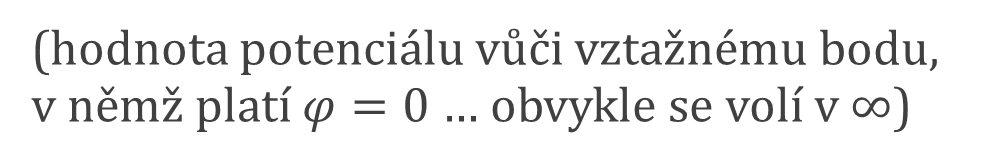 (hodnota potenciálu vůči vztažnému bodu,
v němž platí 𝜑 = 0 … obvykle se volí v ∞)